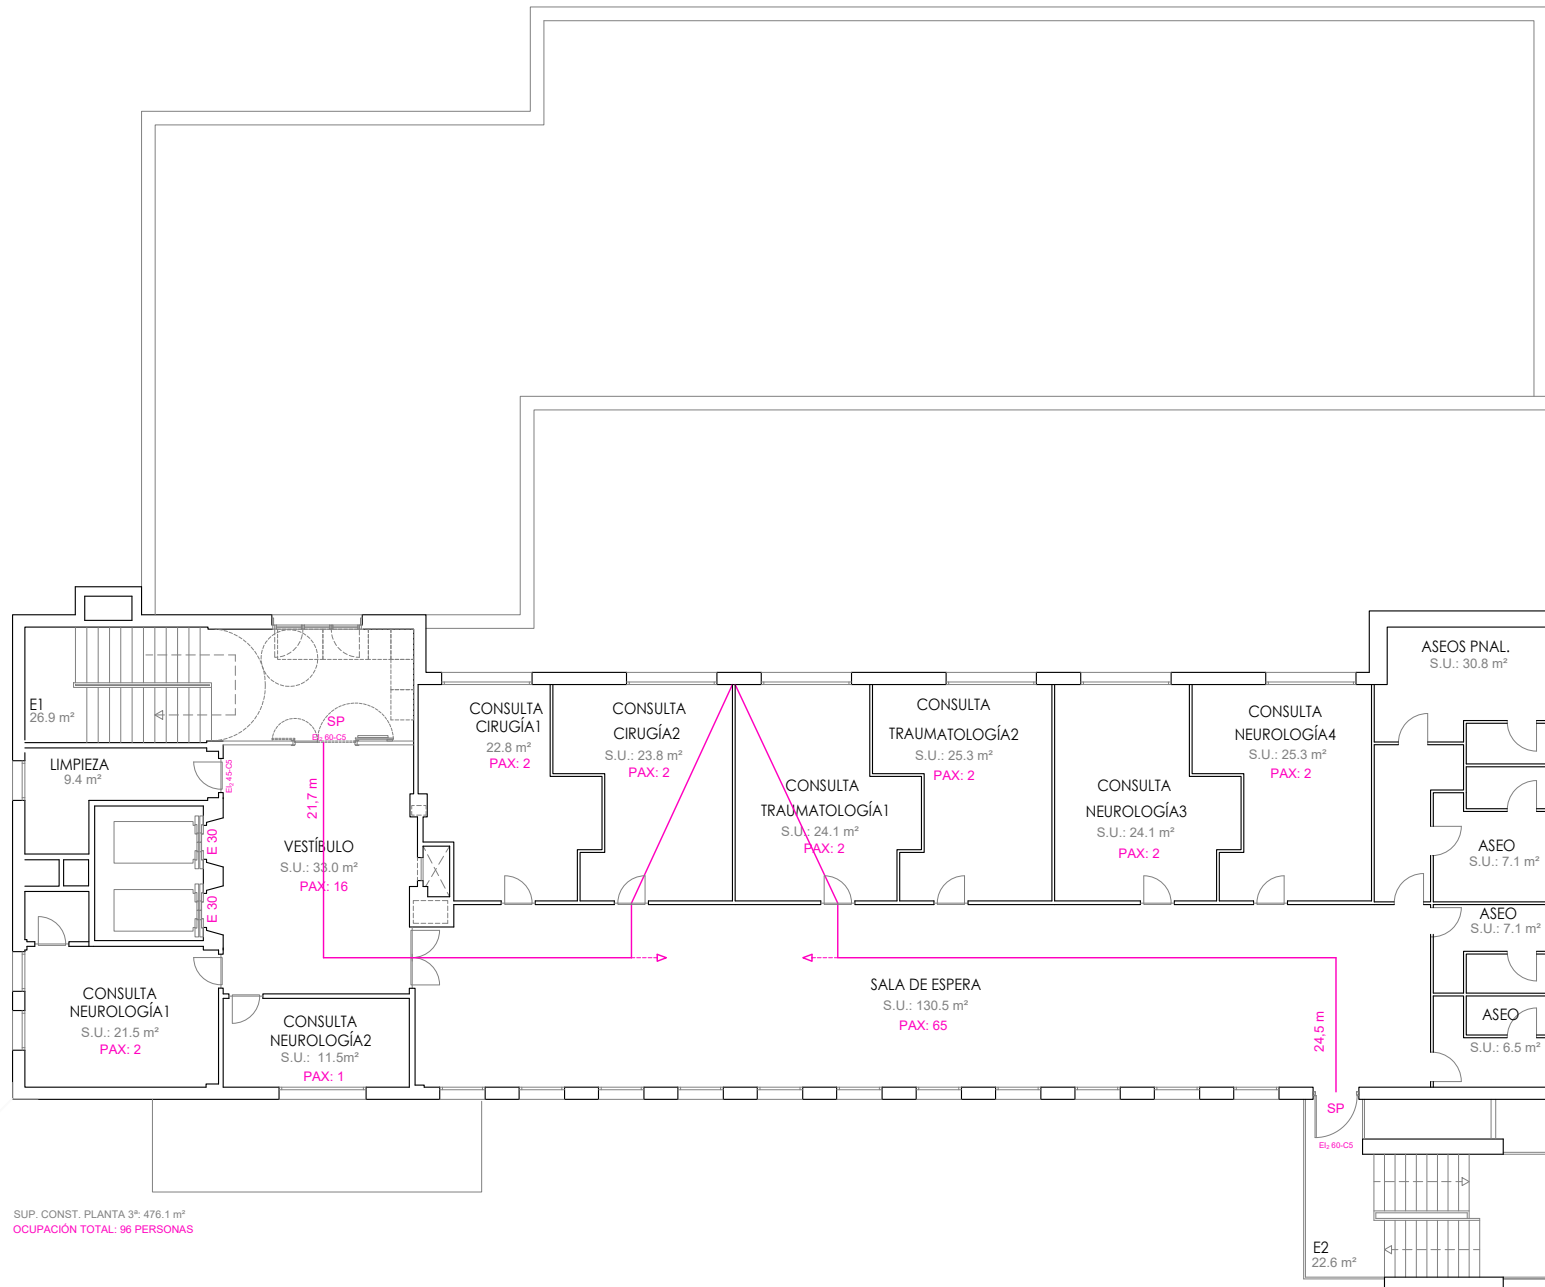 ASEOS PNAL.
S.U.: 30.8 m²
E1
26.9 m²
SP
EI₂ 60-C5
LIMPIEZA
9.4 m²
EI₂ 45-C5
21,7 m
E 30
E 30
VESTÍBULO
S.U.: 33.0 m²
PAX: 16
CONSULTA
CIRUGÍA1
22.8 m²
PAX: 2
CONSULTA
CIRUGÍA2
S.U.: 23.8 m²
PAX: 2
CONSULTA
TRAUMATOLOGÍA1
S.U.: 24.1 m²
PAX: 2
CONSULTA
TRAUMATOLOGÍA2
S.U.: 25.3 m²
PAX: 2
CONSULTA
NEUROLOGÍA3
S.U.: 24.1 m²
PAX: 2
CONSULTA
NEUROLOGÍA4
S.U.: 25.3 m²
PAX: 2
ASEO
S.U.: 7.1 m²
ASEO
S.U.: 7.1 m²
ASEO
S.U.: 6.5 m²
CONSULTA
NEUROLOGÍA1
S.U.: 21.5 m²
PAX: 2
CONSULTA
NEUROLOGÍA2
S.U.: 11.5m²
PAX: 1
SALA DE ESPERA
S.U.: 130.5 m²
PAX: 65
24,5 m
SP
EI₂ 60-C5
E2
22.6 m²
SUP. CONST. PLANTA 3ª: 476.1 m²
OCUPACIÓN TOTAL: 96 PERSONAS